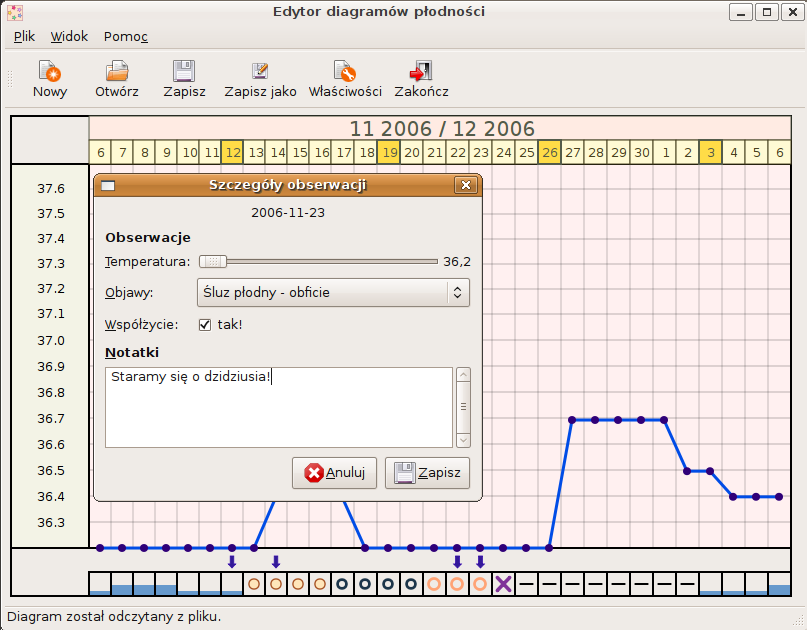 Edytor diagramów płodności
Plik Widok Pomoc
Nowy Otwórz Zapisz Zapisz jako Właściwości Zakończ
11 2006 / 12 2006
6 7 8 9 10 11 12 13 14 15 16 17 18 19 20 21 22 23 24 25 26 27 28 29 30 1 2 3 4 5 6
37.6
37.5
37.4
37.3
37.2
37.1
37.0
36.9
36.8
36.7
36.6
36.5
36.4
36.3
Szczegóły obserwacji
2006-11-23
Obserwacje
Temperatura: 36,2
Objawy: Śluz płodny - obficie
Współżycie: tak!
Notatki
Staramy się o dzidziusia!
Anuluj Zapisz
Diagram został odczytany z pliku.